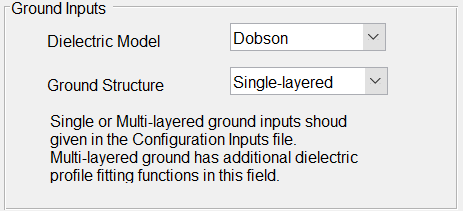 Ground Inputs
Dielectric Model Dobson
Ground Structure Single-layered
Single or Multi-layered ground inputs shoud
given in the Configuration Inputs file.
Multi-layered ground has additional dielectric
profile fitting functions in this field.